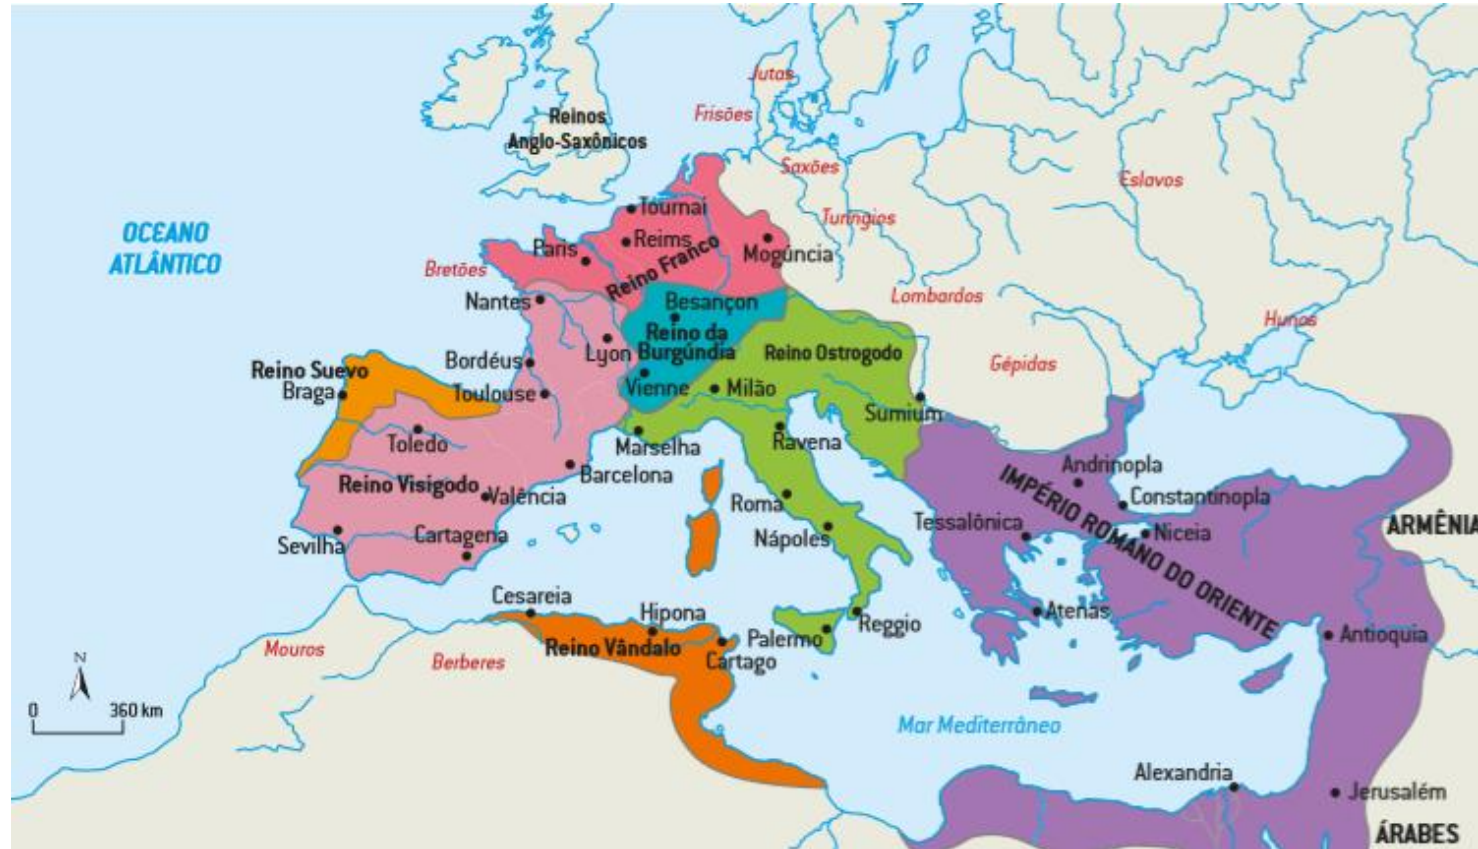 Jutas
Frisões
Reinos
Anglo-Saxônicos
Saxões
Eslavos
Tournai
Turíngios
OCEANO
ATLÂNTICO
Paris
Reims
Mogúncia
Bretões
Reino Franco
Nantes
Besançon
Lombardos
Hunos
Reino da
Burgúndia
Lyon
Bordéus
Reino Ostrogodo
Gépidas
Reino Suevo
Braga
Toulouse
Vienne
Milão
Sumium
Toledo
Marselha
Ravena
Barcelona
Andrinopla
Reino Visigodo
Valência
Roma
Constantinopla
IMPÉRIO ROMANO DO ORIENTE
Tessalônica
Niceia
ARMÊNIA
Sevilha
Cartagena
Nápoles
Cesareia
Hipona
Atenas
Reggio
Palermo
Antioquia
Mouros
Berberes
Reino Vândalo
Cartago
N
0 360 km
Mar Mediterrâneo
Alexandria
Jerusalém
ÁRABES